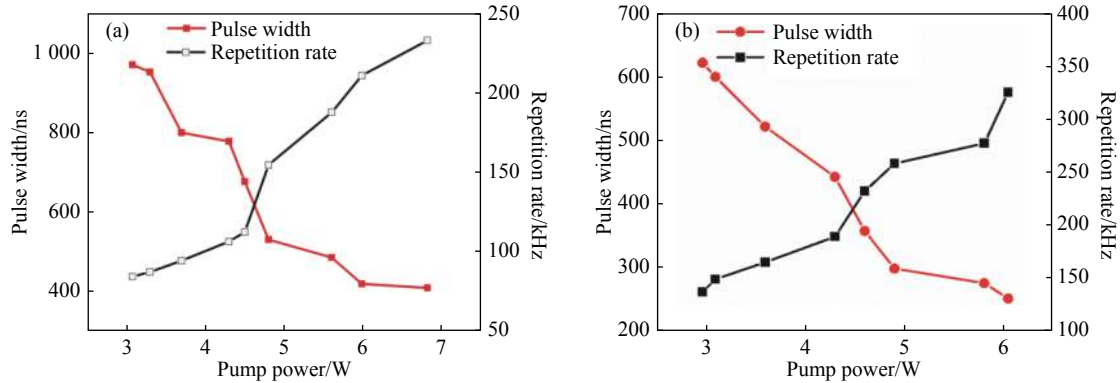 (a)
Pulse width
Repetition rate
1 000
800
600
400
Pulse width/ns
250
200
150
100
50
Repetition rate/kHz
3 4 5 6 7
Pump power/W
(b)
Pulse width
Repetition rate
700
600
500
400
300
200
Pulse width/ns
400
350
300
250
200
150
100
Repetition rate/kHz
3 4 5 6
Pump power/W